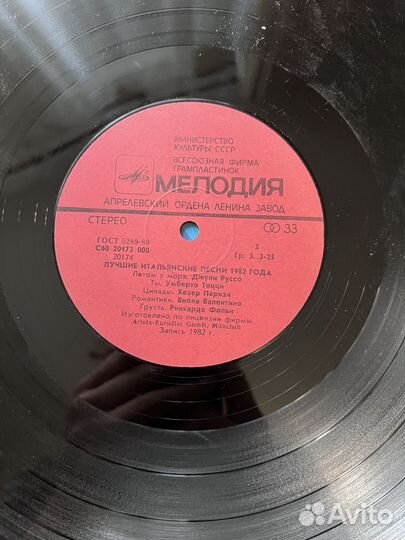 МИНИСТЕРСТВО
КУЛЬТУРЫ СССР
ВСЕСОЮЗНАЯ ФИРМА
ГРАМПЛАСТИНОК
МЕЛОДИЯ
АПРЕЛЕВСКИЙ ОРДЕНА ЛЕНИНА ЗАВОД
СТЕРЕО 33
ГОСТ 5289-80 2
С60 20173 000 Гр. 3. 3-25
20174
ЛУЧШИЕ ИТАЛЬЯНСКИЕ ПЕСНИ 1982 ГОДА
Летом у моря. Джуни Руссо
Ты. Умберто Тоцци
Цикады. Хезер Паризи
Романтики. Виола Валентино
Грусть. Риккардо Фольи
Изготовлено по лицензии фирмы
Ariola-Eurodisc GmbH, München
Запись 1982 г.
Avito